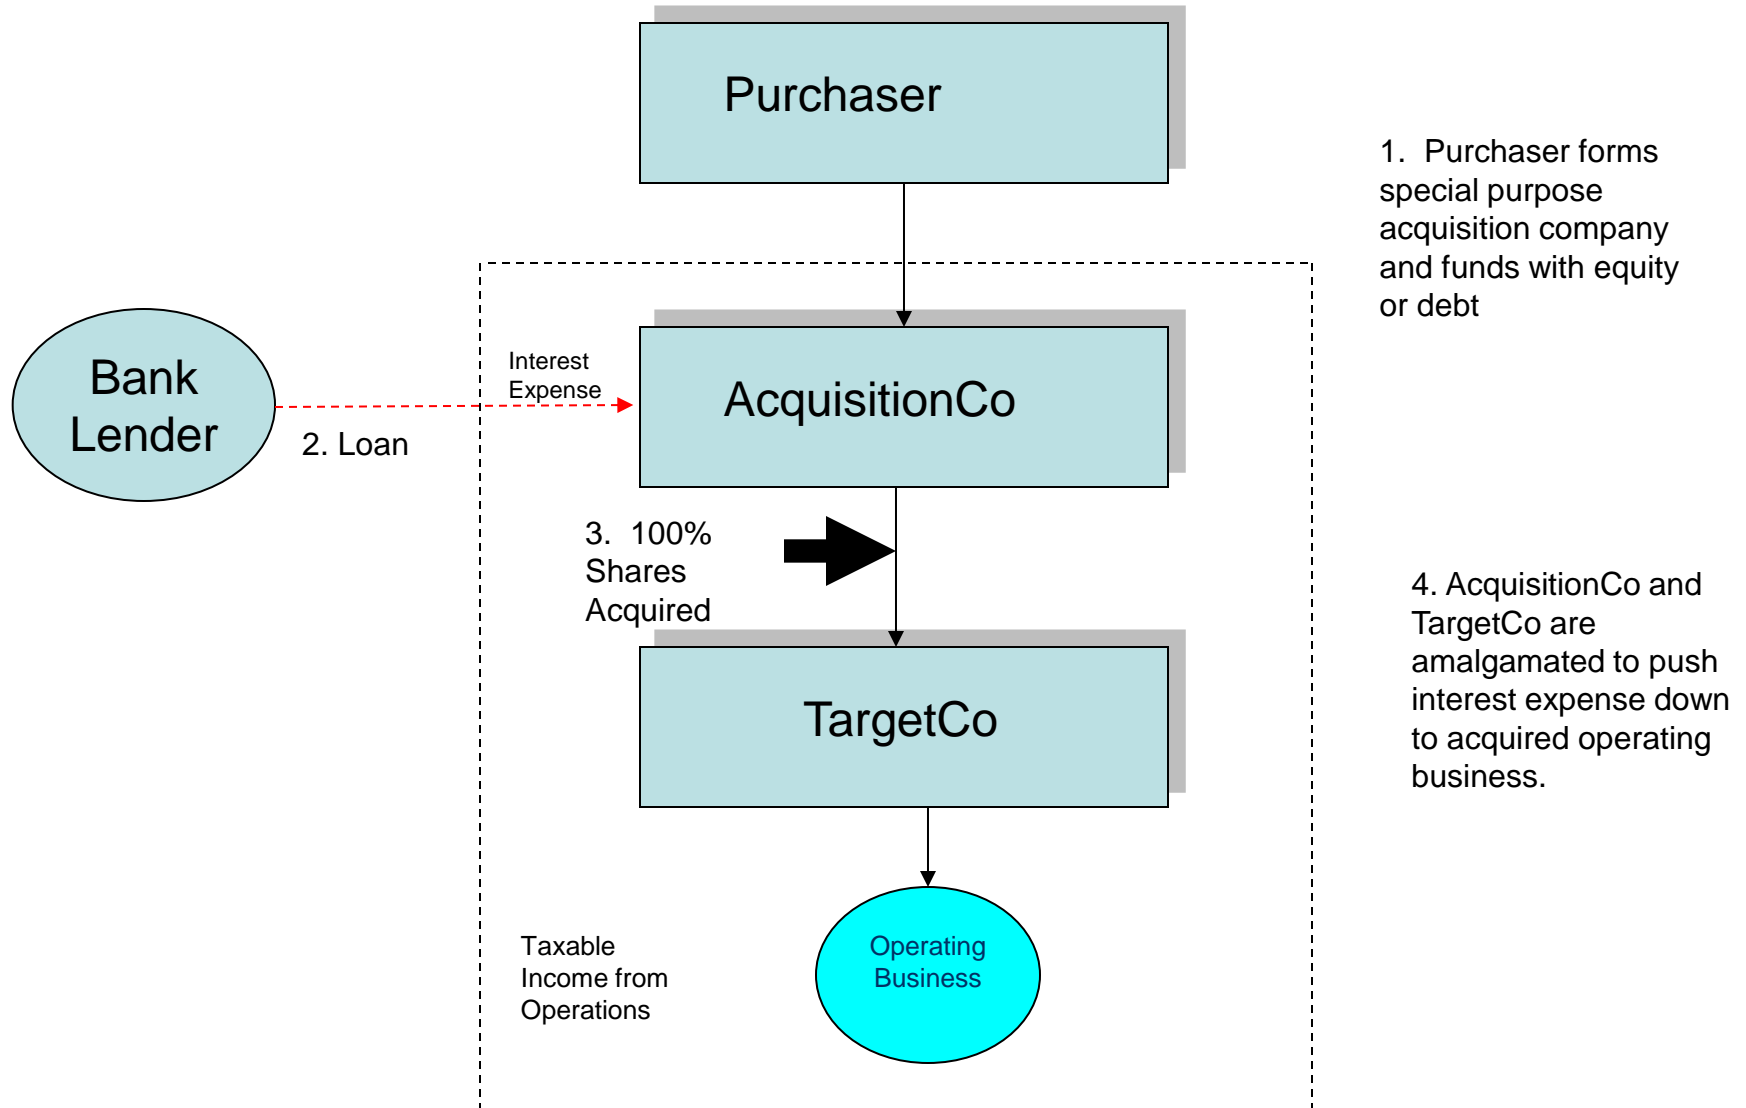 Purchaser
1. Purchaser forms
special purpose
acquisition company
and funds with equity
or debt
Bank
Lender
Interest
Expense
AcquisitionCo
2. Loan
3. 100%
Shares
Acquired
4. AcquisitionCo and
TargetCo are
amalgamated to push
interest expense down
to acquired operating
business.
TargetCo
Taxable
Income from
Operations
Operating
Business